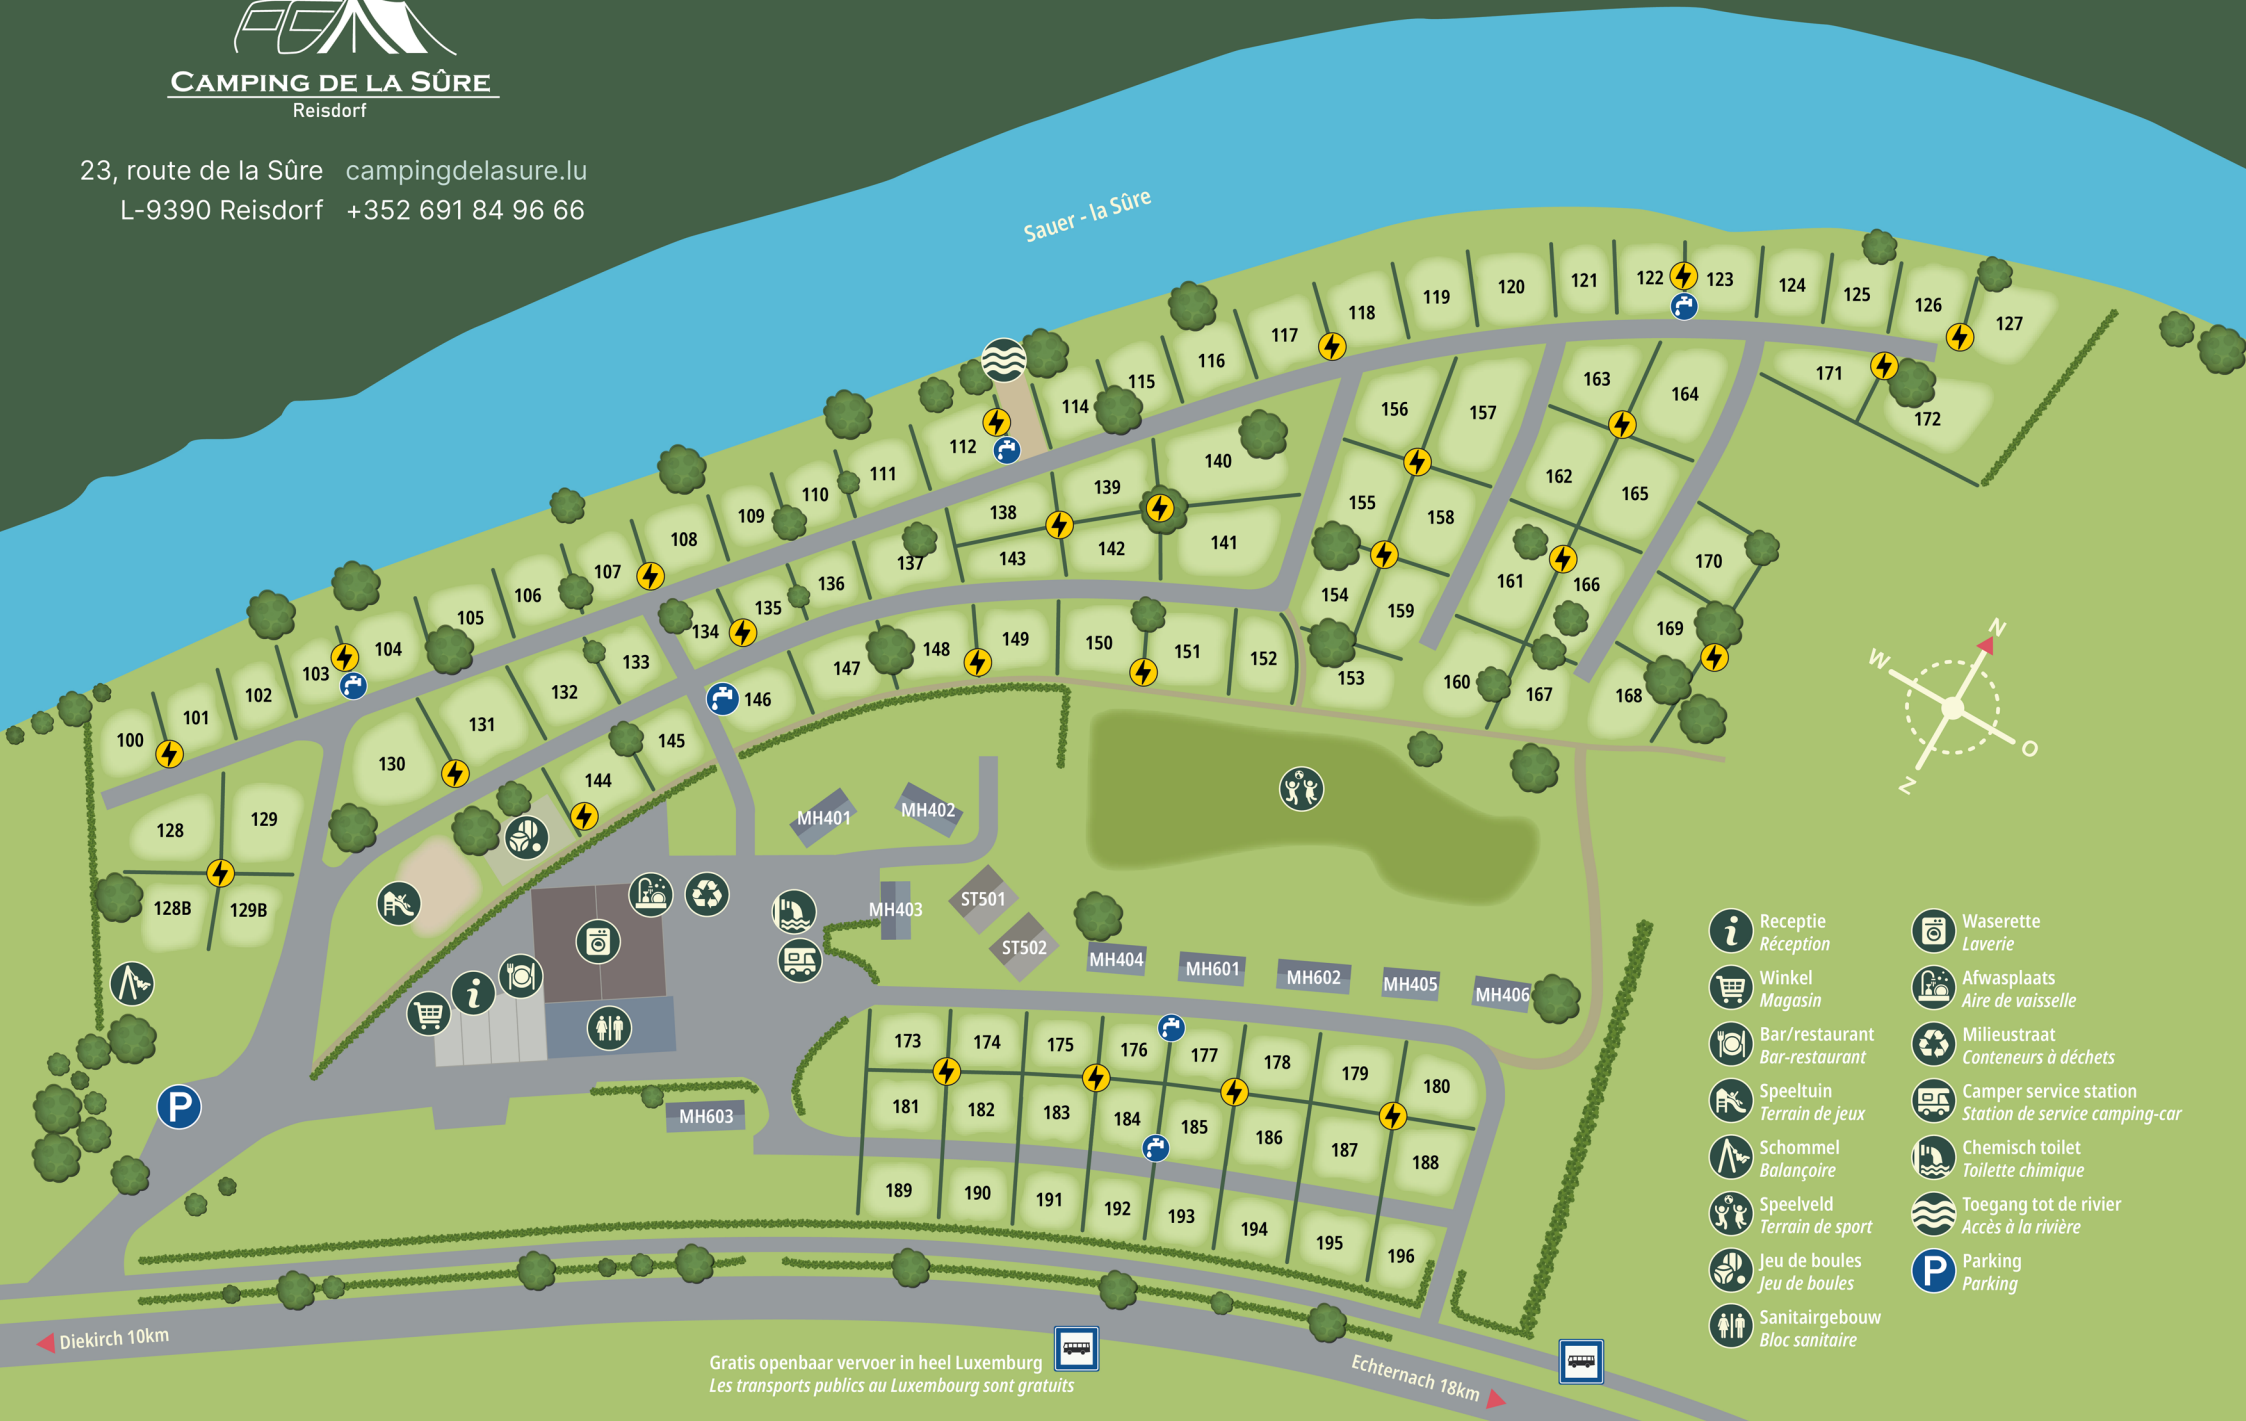 CAMPING DE LA SÛRE
Reisdorf
23, route de la Sûre campingdelasure.lu
L-9390 Reisdorf +352 691 84 96 66
Sauer - la Sûre
100
101
102
103
104
105
106
107
108
109
110
111
112
114
115
116
117
118
119
120
121
122
123
124
125
126
127
128
129
128B
129B
130
131
132
133
134
135
136
137
138
139
140
141
142
143
144
145
146
147
148
149
150
151
152
153
154
155
156
157
158
159
160
161
162
163
164
165
166
167
168
169
170
171
172
N
W
O
Z
MH401
MH402
MH403
ST501
ST502
MH404
MH601
MH602
MH405
MH406
MH603
i
P
173
174
175
176
177
178
179
180
181
182
183
184
185
186
187
188
189
190
191
192
193
194
195
196
i
Receptie
Réception
Winkel
Magasin
Bar/restaurant
Bar-restaurant
Speeltuin
Terrain de jeux
Schommel
Balançoire
Speelveld
Terrain de sport
Jeu de boules
Jeu de boules
Sanitairgebouw
Bloc sanitaire
Waserette
Laverie
Afwasplaats
Aire de vaisselle
Milieustraat
Conteneurs à déchets
Camper service station
Station de service camping-car
Chemisch toilet
Toilette chimique
Toegang tot de rivier
Accès à la rivière
P
Parking
Parking
Diekirch 10km
Gratis openbaar vervoer in heel Luxemburg
Les transports publics au Luxembourg sont gratuits
Echternach 18km